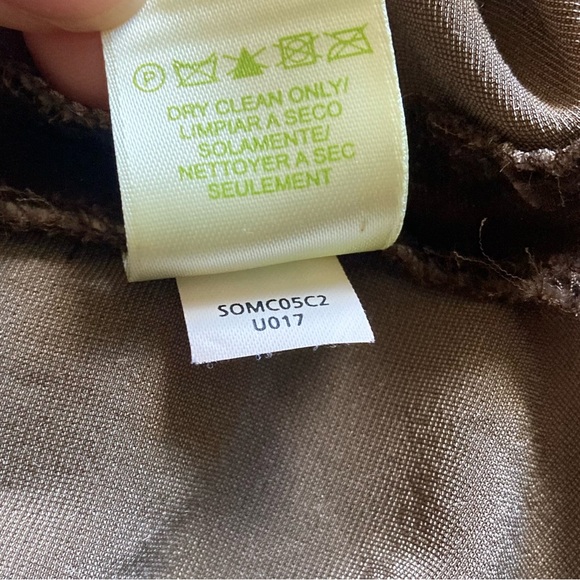 P
DRY CLEAN ONLY/
LIMPIAR A SECO
SOLAMENTE/
NETTOYER A SEC
SEULEMENT
SOMC05C2
U017